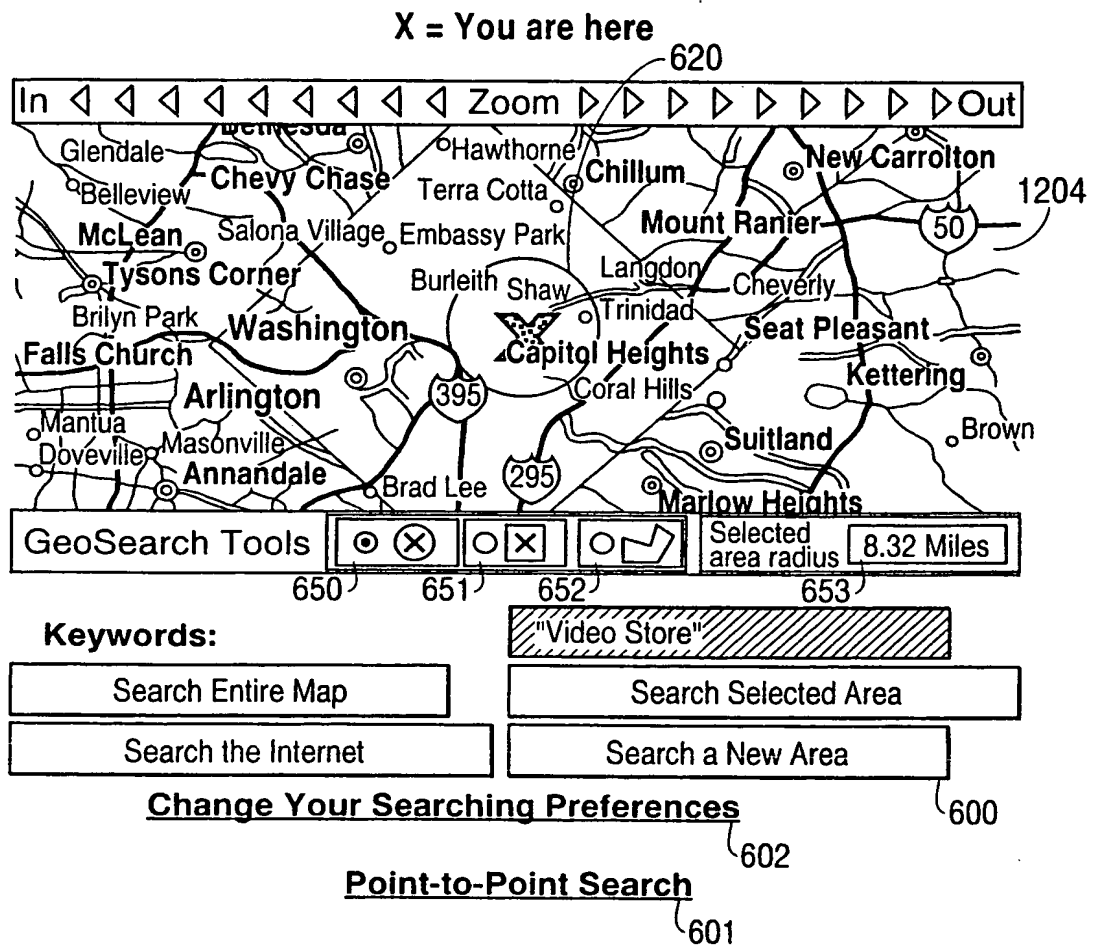 X = You are here
620
In Zoom Out
Bethesda
Glendale
Hawthorne
New Carrolton
Chevy Chase
Chillum
Belleview
Terra Cotta
1204
McLean
Salona Village
Embassy Park
Mount Ranier
50
Tysons Corner
Burleith
Shaw
Langdon
Cheverly
Brilyn Park
Washington
Trinidad
Seat Pleasant
Falls Church
Capitol Heights
Kettering
Arlington
395
Coral Hills
Mantua
Masonville
Suitland
Brown
Doveville
Annandale
295
Brad Lee
Marlow Heights
GeoSearch Tools
Selected
area radius
8.32 Miles
650
651
652
653
Keywords:
"Video Store"
Search Entire Map
Search Selected Area
Search the Internet
Search a New Area
Change Your Searching Preferences
600
602
Point-to-Point Search
601